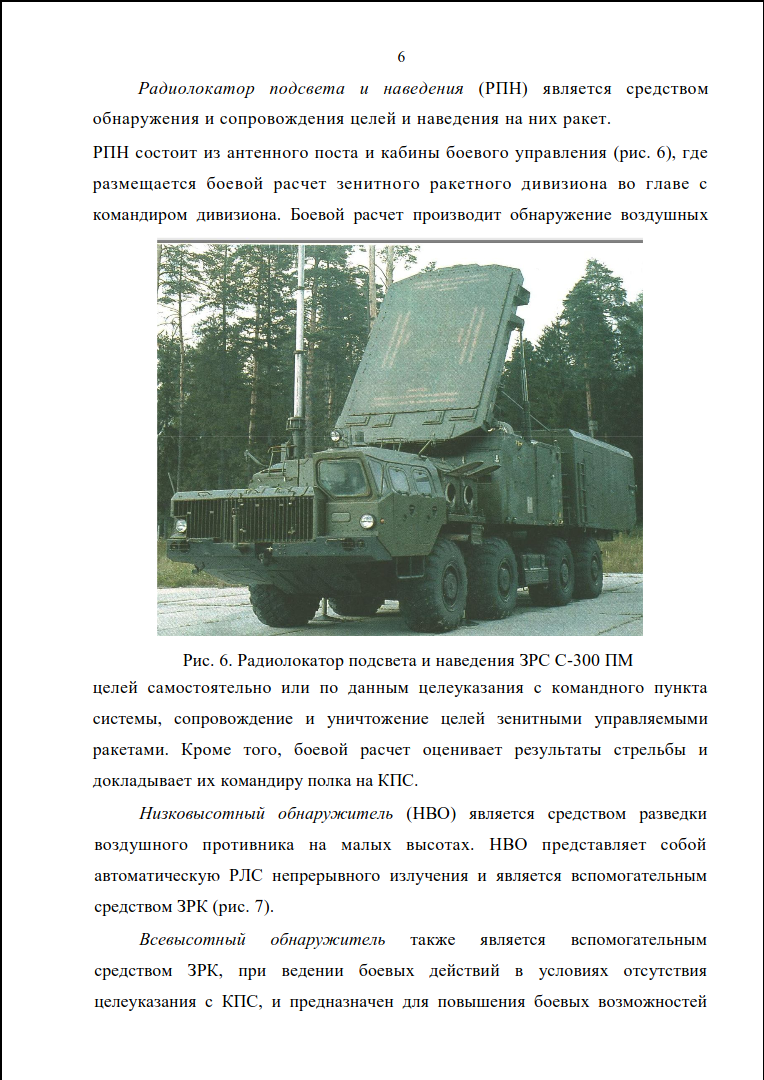 6
Радиолокатор подсвета и наведения (РПН) является средством
обнаружения и сопровождения целей и наведения на них ракет.
РПН состоит из антенного поста и кабины боевого управления (рис. 6), где
размещается боевой расчет зенитного ракетного дивизиона во главе с
командиром дивизиона. Боевой расчет производит обнаружение воздушных
Рис. 6. Радиолокатор подсвета и наведения ЗРС С-300 ПМ
целей самостоятельно или по данным целеуказания с командного пункта
системы, сопровождение и уничтожение целей зенитными управляемыми
ракетами. Кроме того, боевой расчет оценивает результаты стрельбы и
докладывает их командиру полка на КПС.
Низковысотный обнаружитель (НВО) является средством разведки
воздушного противника на малых высотах. НВО представляет собой
автоматическую РЛС непрерывного излучения и является вспомогательным
средством ЗРК (рис. 7).
Всевысотный обнаружитель также является вспомогательным
средством ЗРК, при ведении боевых действий в условиях отсутствия
целеуказания с КПС, и предназначен для повышения боевых возможностей